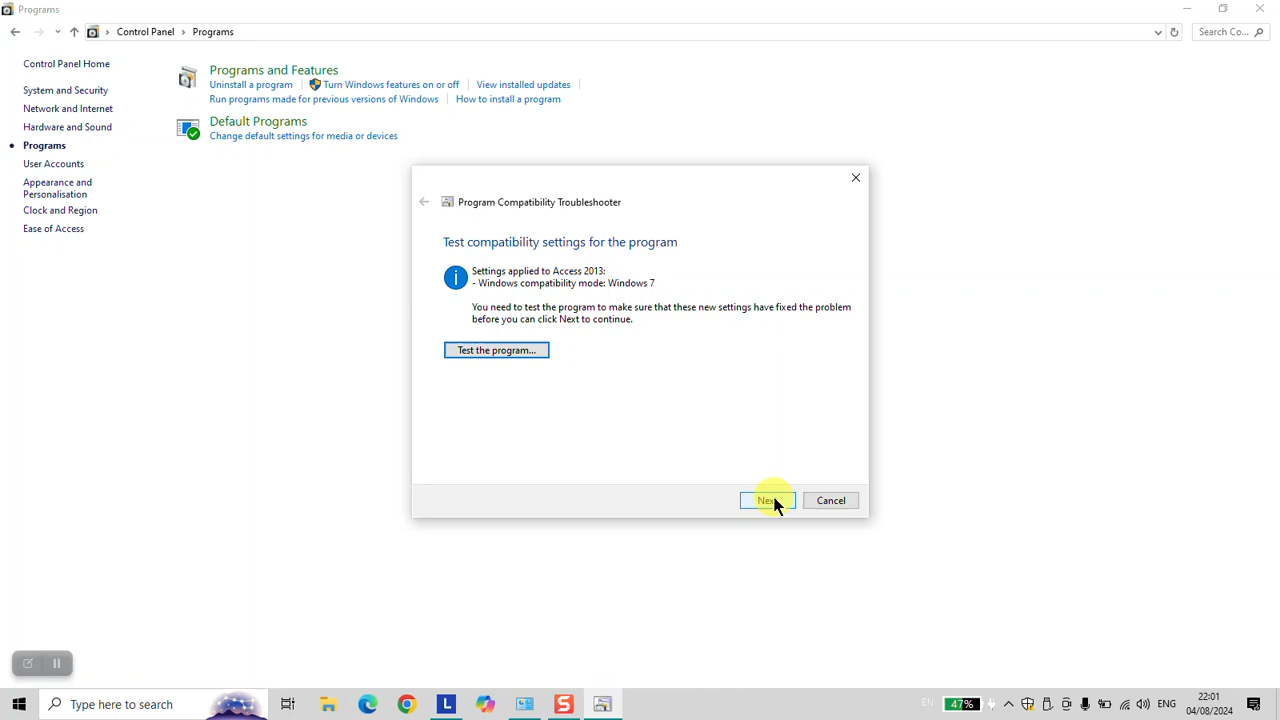 Programs
Control Panel > Programs
Search Co...
Control Panel Home
System and Security
Network and Internet
Hardware and Sound
Programs
User Accounts
Appearance and
Personalisation
Clock and Region
Ease of Access
Programs and Features
Uninstall a program
Turn Windows features on or off
View installed updates
Run programs made for previous versions of Windows
How to install a program
Default Programs
Change default settings for media or devices
Program Compatibility Troubleshooter
Test compatibility settings for the program
Settings applied to Access 2013:
- Windows compatibility mode: Windows 7
You need to test the program to make sure that these new settings have fixed the problem
before you can click Next to continue.
Test the program...
Next
Cancel
Type here to search
L
S
EN
47%
ENG
22:01
04/08/2024